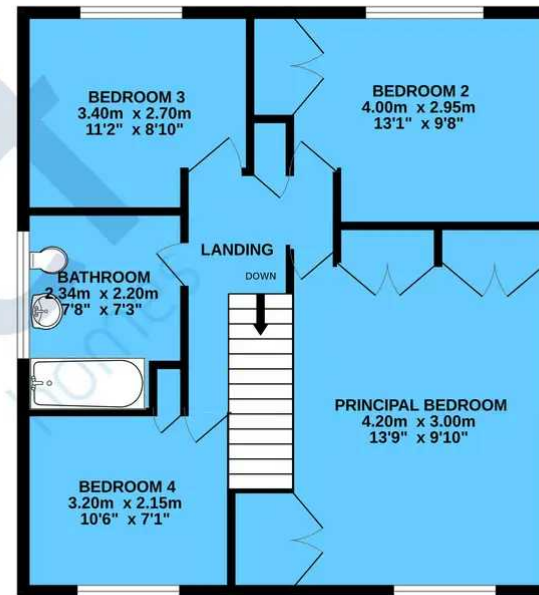 BEDROOM 3
3.40m x 2.70m
11'2" x 8'10"
BEDROOM 2
4.00m x 2.95m
13'1" x 9'8"
LANDING
DOWN
BATHROOM
2.34m x 2.20m
7'8" x 7'3"
PRINCIPAL BEDROOM
4.20m x 3.00m
13'9" x 9'10"
BEDROOM 4
3.20m x 2.15m
10'6" x 7'1"
homes